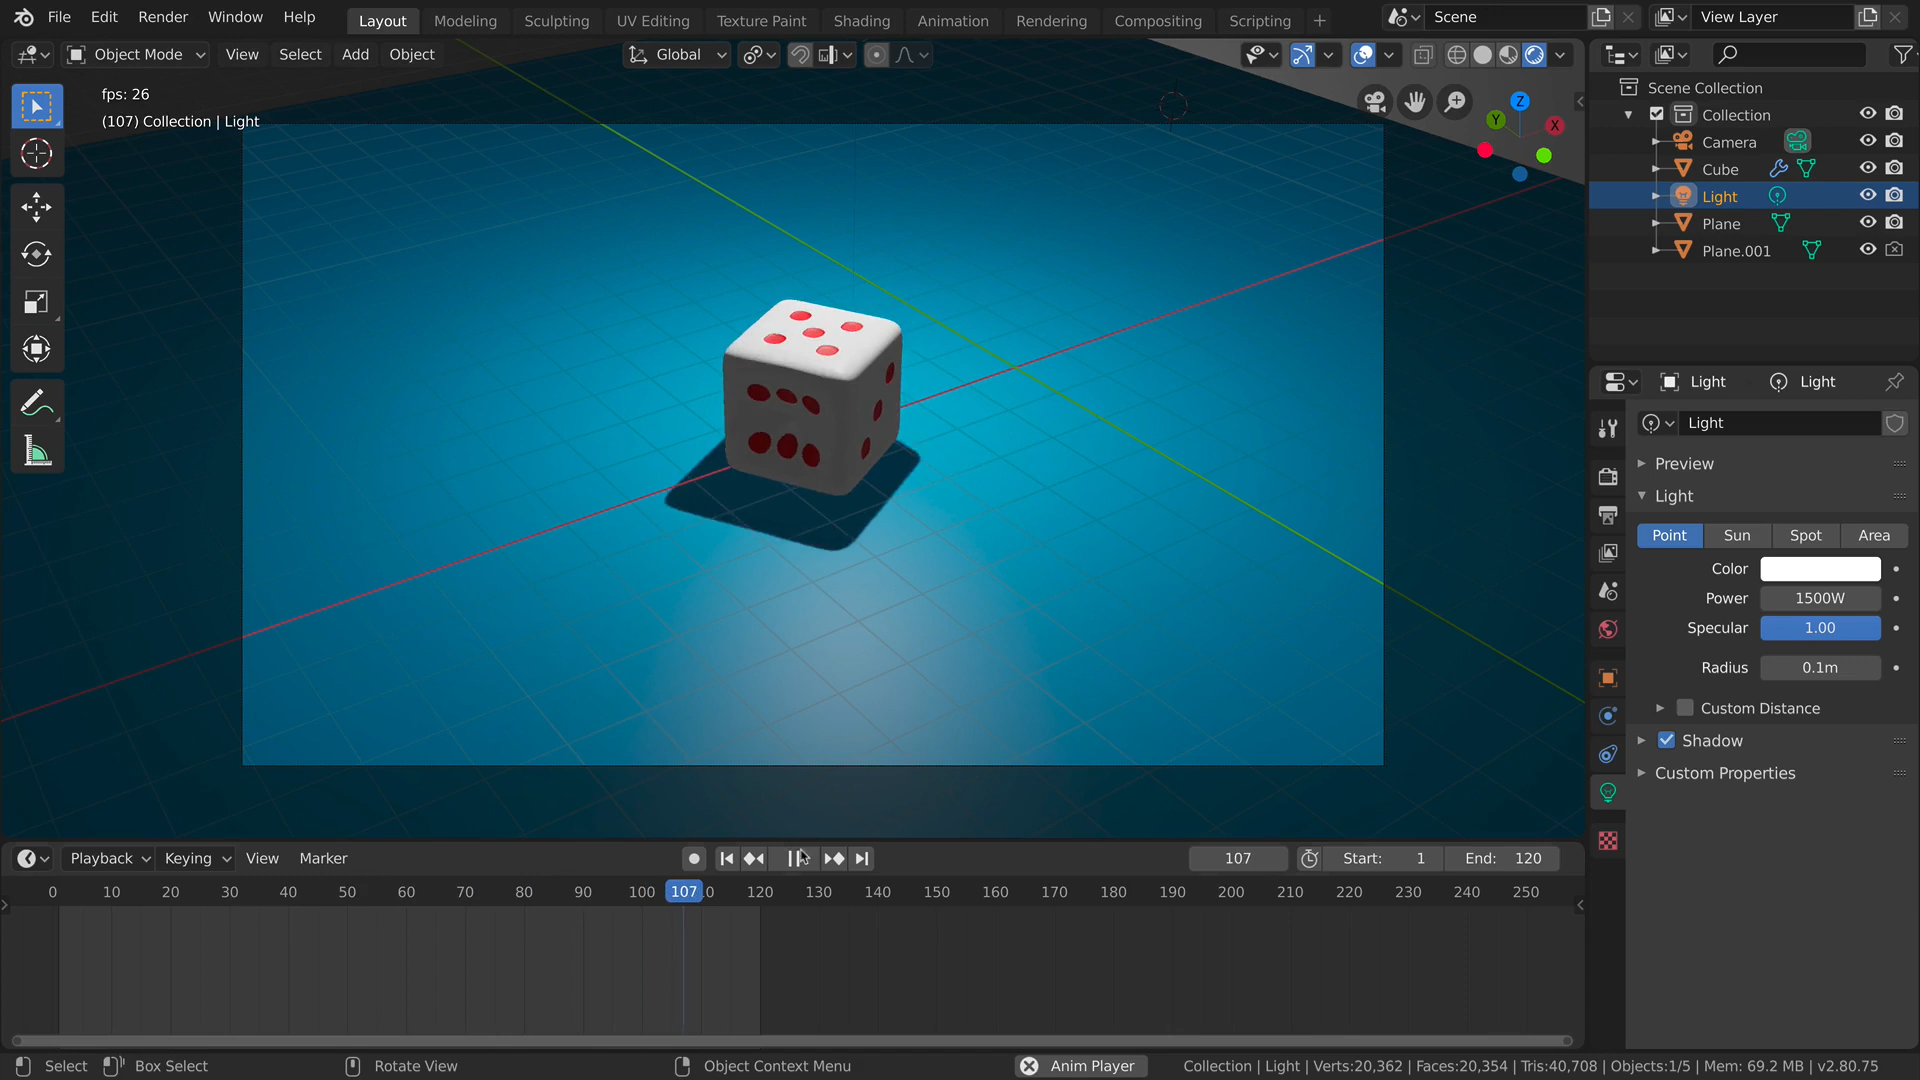 File Edit Render Window Help Layout Modeling Sculpting UV Editing Texture Paint Shading Animation Rendering Compositing Scripting + Scene View Layer
Object Mode View Select Add Object Global
fps: 26
(107) Collection | Light
Z
Y
X
Scene Collection
Collection
Camera
Cube
Light
Plane
Plane.001
Light Light
Light
Preview
Light
Point Sun Spot Area
Color
Power 1500W
Specular 1.00
Radius 0.1m
Custom Distance
Shadow
Custom Properties
Playback Keying View Marker 107 Start: 1 End: 120
0 10 20 30 40 50 60 70 80 90 100 107 0 120 130 140 150 160 170 180 190 200 210 220 230 240 250
Select Box Select Rotate View Object Context Menu Anim Player Collection | Light | Verts:20,362 | Faces:20,354 | Tris:40,708 | Objects:1/5 | Mem: 69.2 MB | v2.80.75